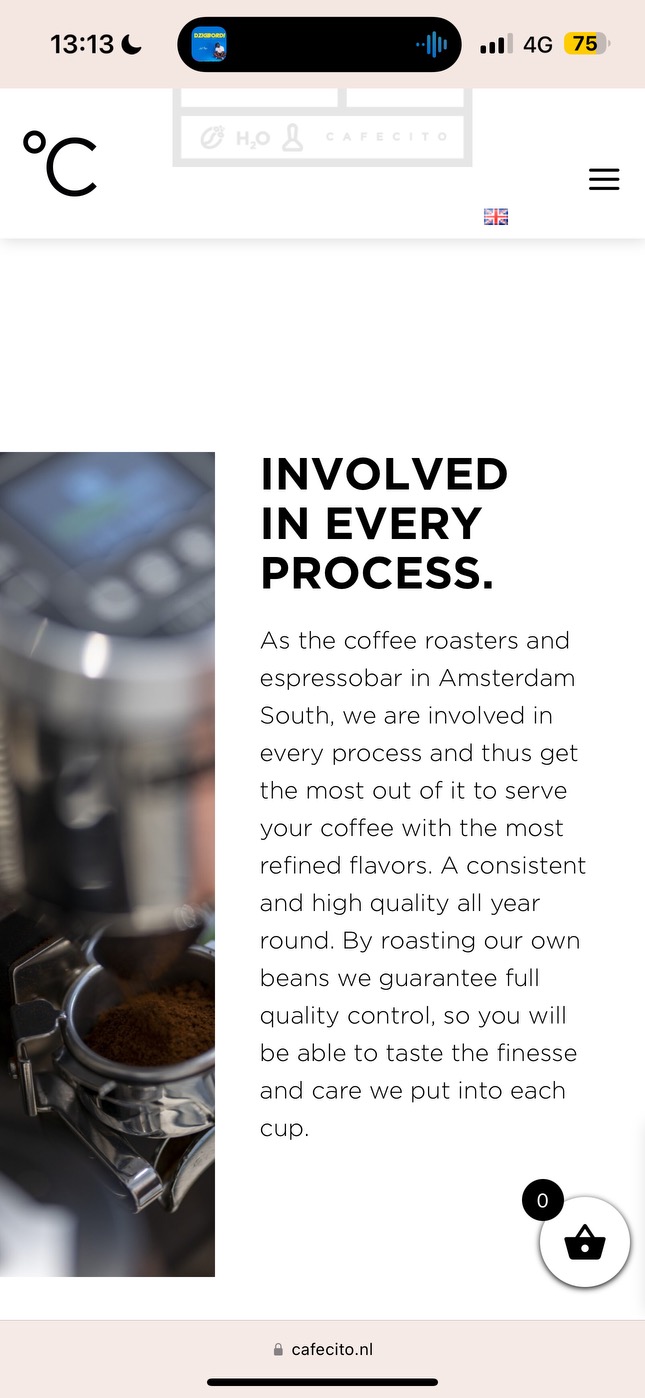 13:13
DZIGBORDI
4G
75
H₂O
CAFECITO
°C
INVOLVED
IN EVERY
PROCESS.
As the coffee roasters and
espressobar in Amsterdam
South, we are involved in
every process and thus get
the most out of it to serve
your coffee with the most
refined flavors. A consistent
and high quality all year
round. By roasting our own
beans we guarantee full
quality control, so you will
be able to taste the finesse
and care we put into each
cup.
0
cafecito.nl